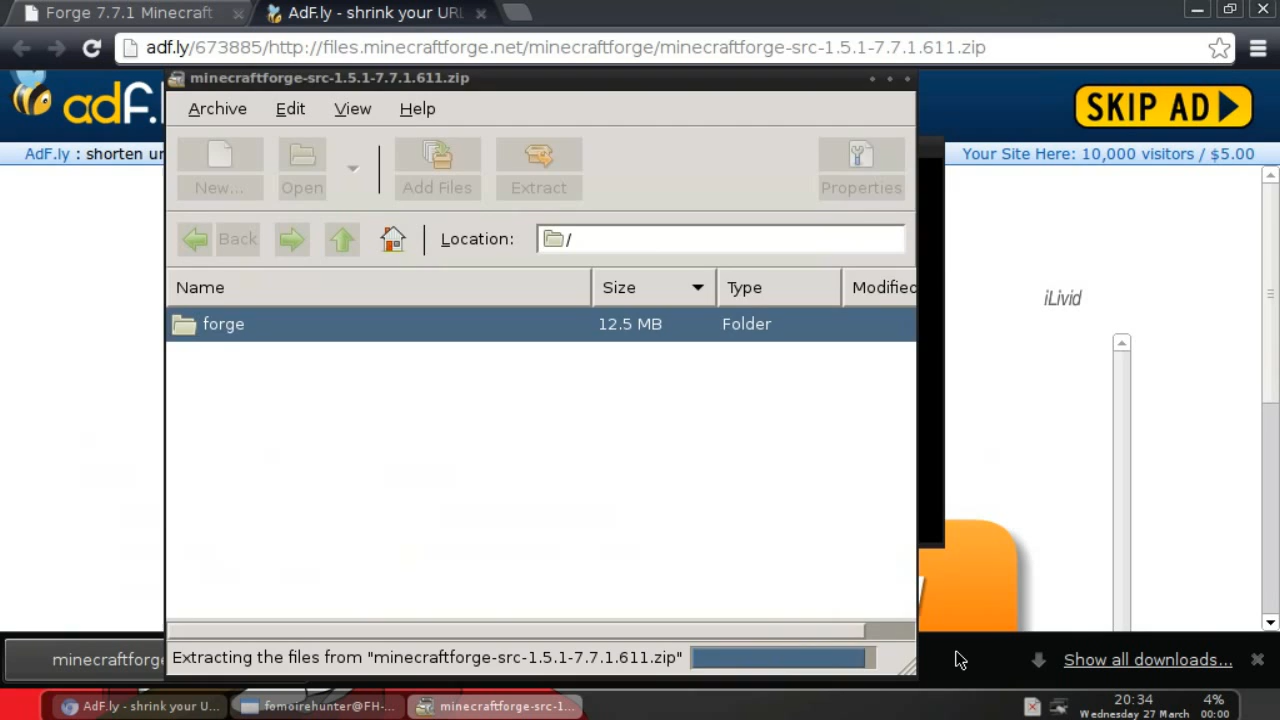 Forge 7.7.1 Minecraft
AdF.ly - shrink your URL
adf.ly/673885/http://files.minecraftforge.net/minecraftforge/minecraftforge-src-1.5.1-7.7.1.611.zip
minecraftforge-src-1.5.1-7.7.1.611.zip
adF.
SKIP AD
Archive Edit View Help
AdF.ly : shorten ur
Your Site Here: 10,000 visitors / $5.00
New... Open Add Files Extract Properties
Back Location: /
Name Size Type Modified
iLivid
forge 12.5 MB Folder
minecraftforge
Extracting the files from "minecraftforge-src-1.5.1-7.7.1.611.zip"
Show all downloads...
AdF.ly - shrink your U...
fomoirehunter@FH-...
minecraftforge-src-1...
20:34 4%
Wednesday 27 March 00:00